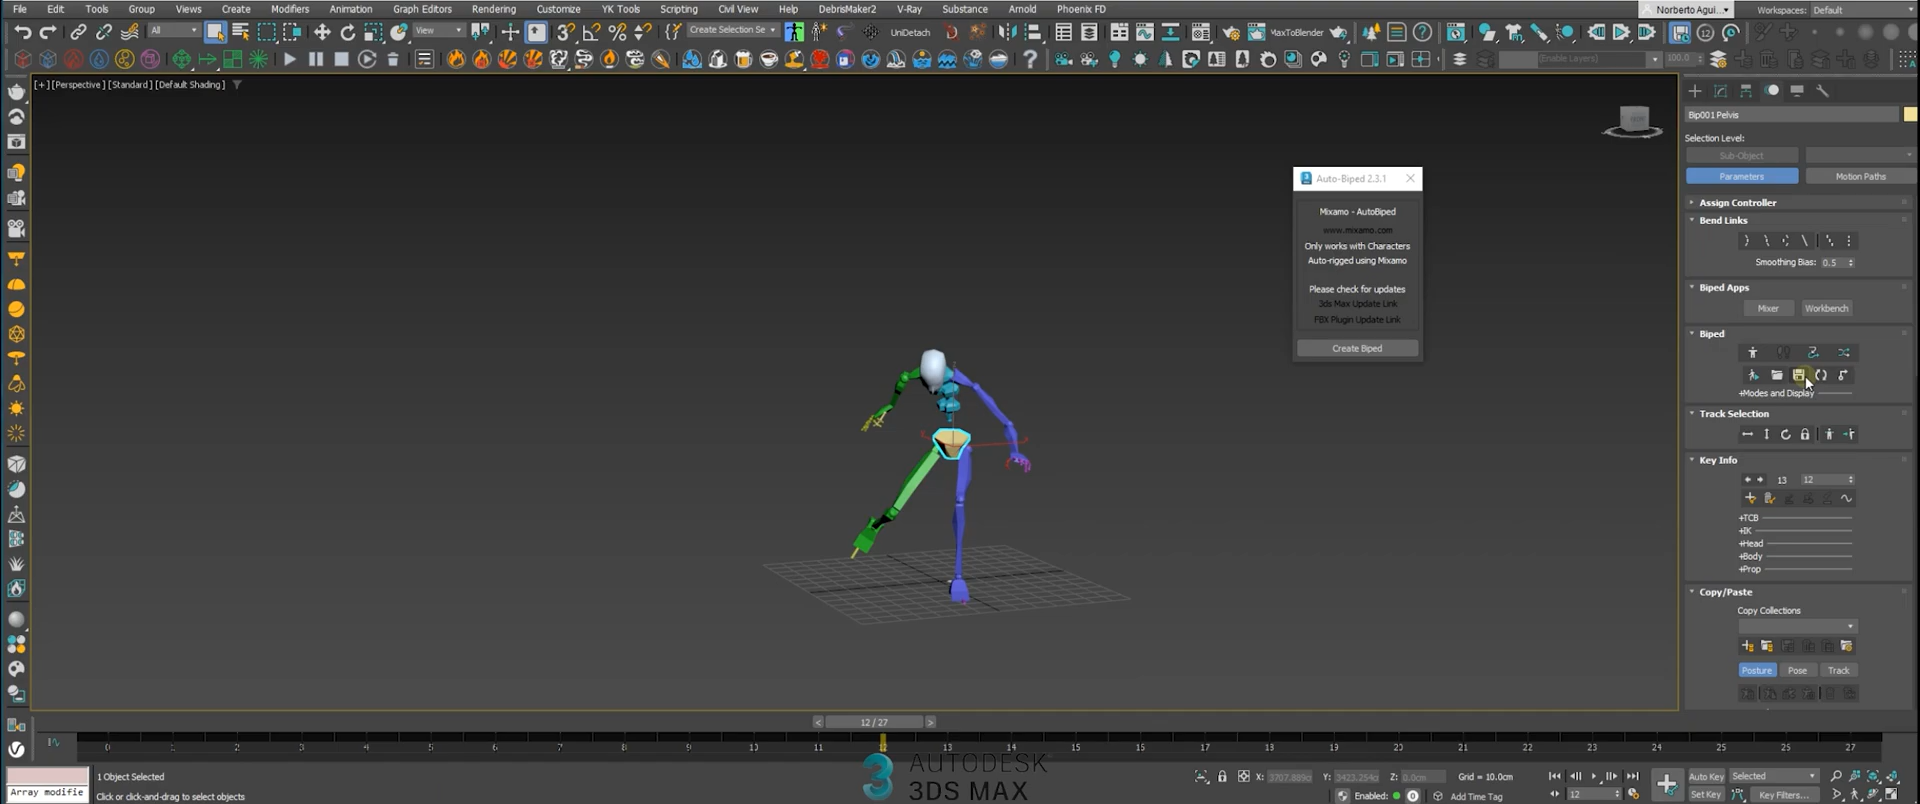 File Edit Tools Group Views Create Modifiers Animation Graph Editors Rendering Customize YK Tools Scripting Civil View Help DebrisMaker2 V-Ray Substance Arnold Phoenix FD
Norberto Agui... Workspaces: Default
All View Create Selection Se UniDetach MaxToBlender
(Enable Layers) 100.0
[+] [Perspective] [Standard] [Default Shading]
Bip001 Pelvis
Selection Level:
Sub-Object
Parameters Motion Paths
Assign Controller
Bend Links
Smoothing Bias: 0.5
Biped Apps
Mixer Workbench
Biped
+Modes and Display
Track Selection
Key Info
13 12
+TCB
+IK
+Head
+Body
+Prop
Copy/Paste
Copy Collections
Posture Pose Track
Auto-Biped 2.3.1
Mixamo - AutoBiped
www.mixamo.com
Only works with Characters
Auto-rigged using Mixamo
Please check for updates
3ds Max Update Link
FBX Plugin Update Link
Create Biped
12 / 27
0 1 2 3 4 5 6 7 8 9 10 11 12 13 14 15 16 17 18 19 20 21 22 23 24 25 26 27
3 AUTODESK
3DS MAX
1 Object Selected
Click or click-and-drag to select objects
Array modifie
X: 3707.889c Y: 3423.254c Z: 0.0cm Grid = 10.0cm
Enabled: Add Time Tag
12
Auto Key Selected
Set Key Key Filters...